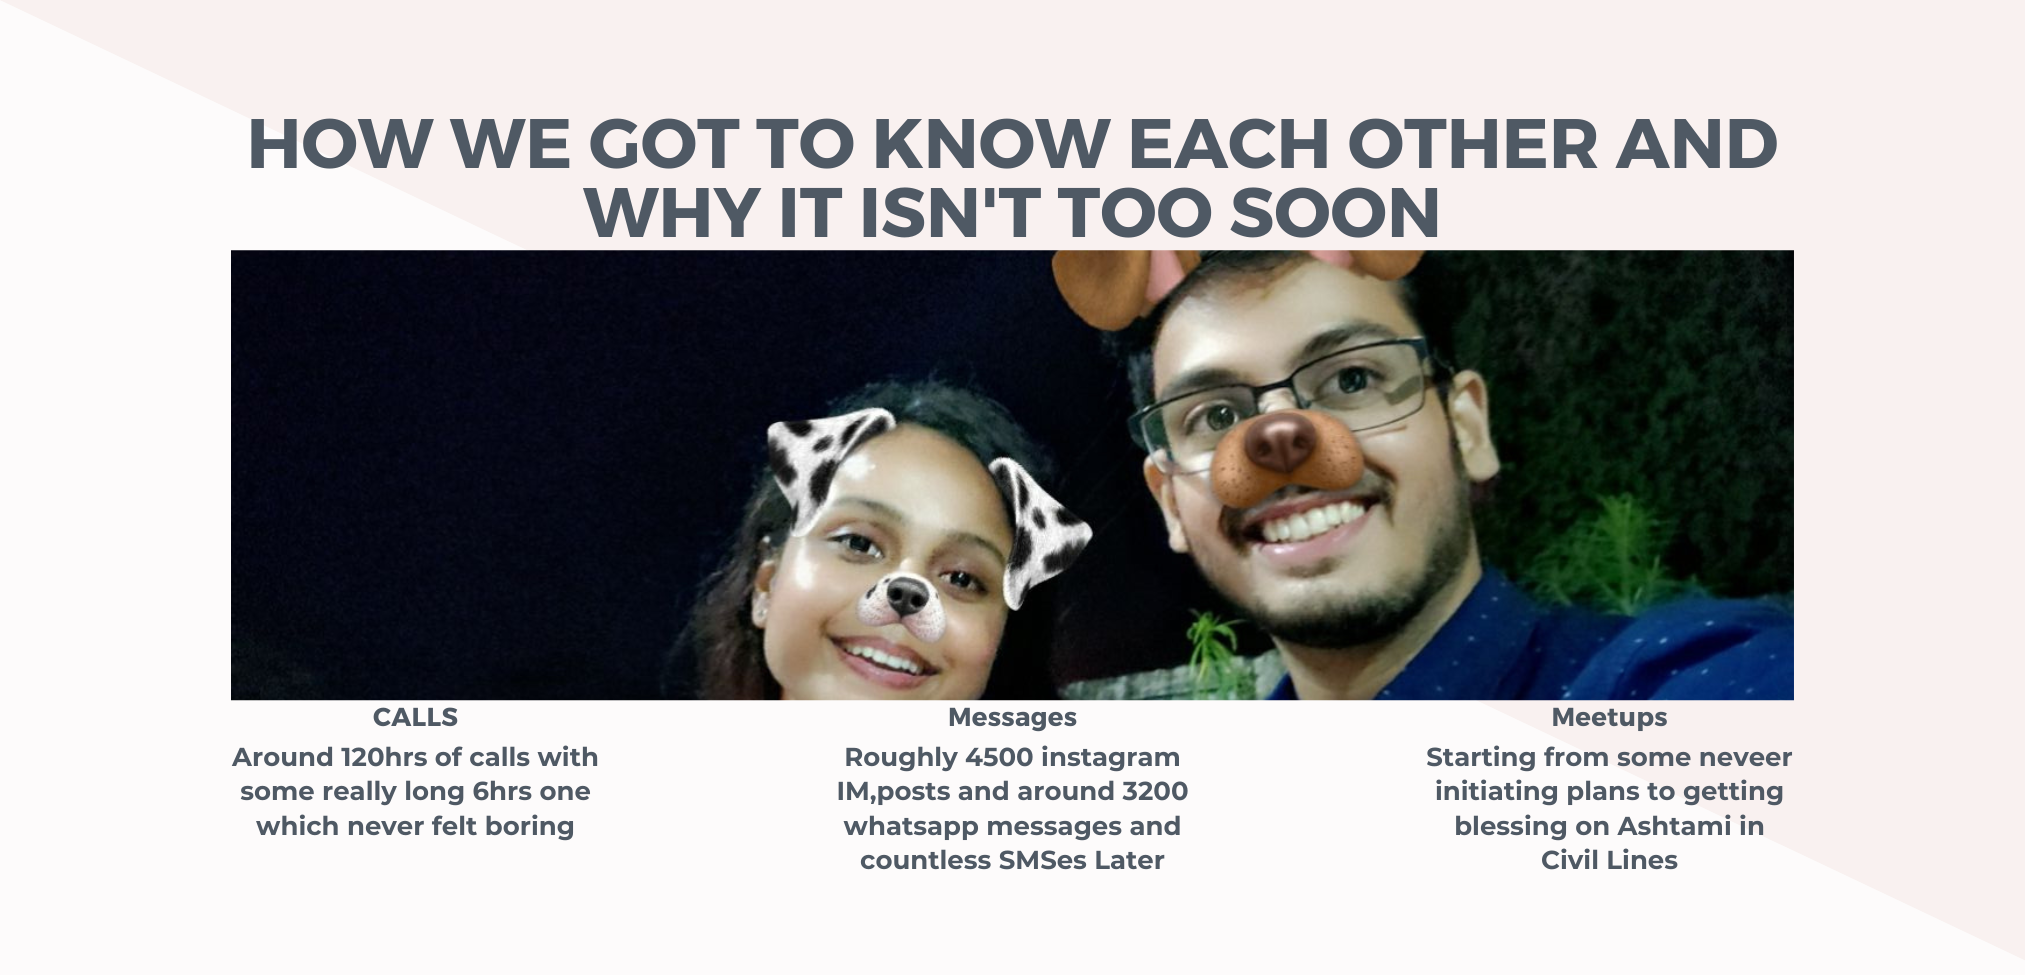 HOW WE GOT TO KNOW EACH OTHER AND
WHY IT ISN'T TOO SOON
CALLS
Around 120hrs of calls with
some really long 6hrs one
which never felt boring
Messages
Roughly 4500 instagram
IM,posts and around 3200
whatsapp messages and
countless SMSes Later
Meetups
Starting from some neveer
initiating plans to getting
blessing on Ashtami in
Civil Lines